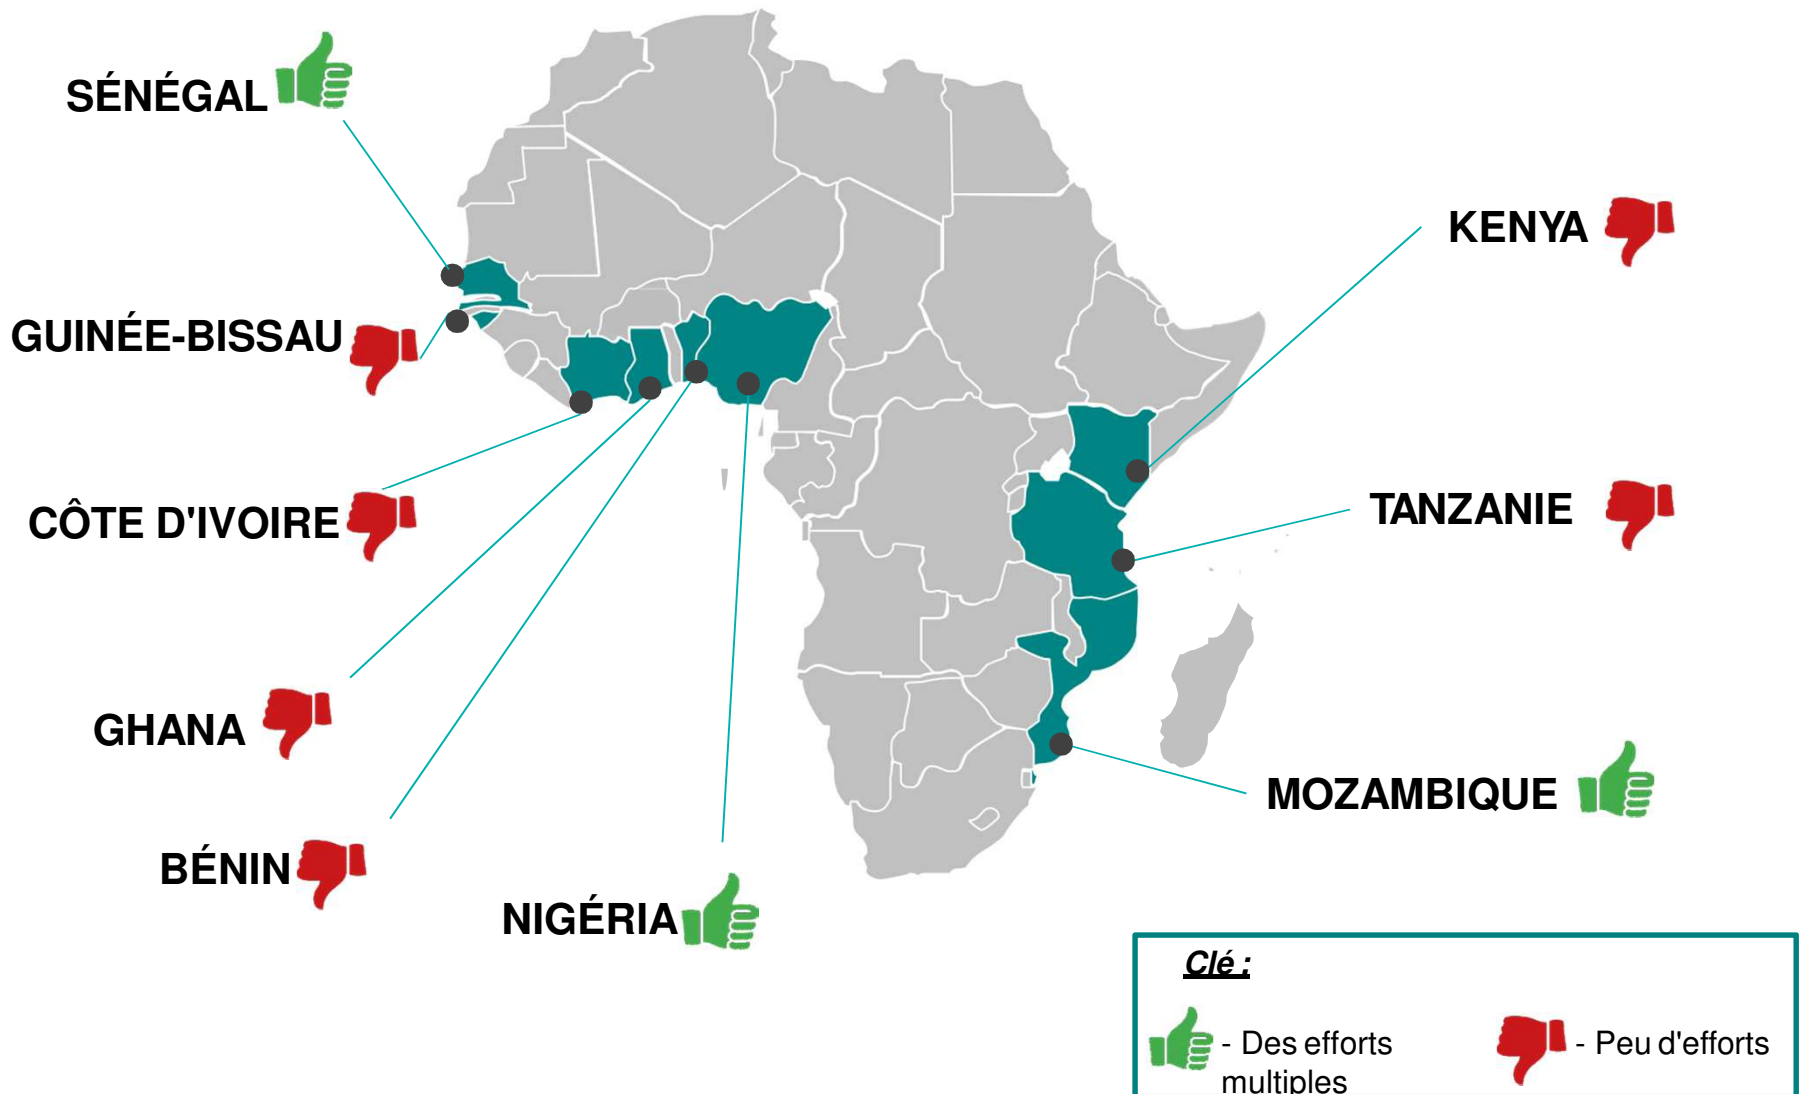 SÉNÉGAL
KENYA
GUINÉE-BISSAU
CÔTE D'IVOIRE
TANZANIE
GHANA
MOZAMBIQUE
BÉNIN
NIGÉRIA
Clé :
- Des efforts
multiples
- Peu d'efforts